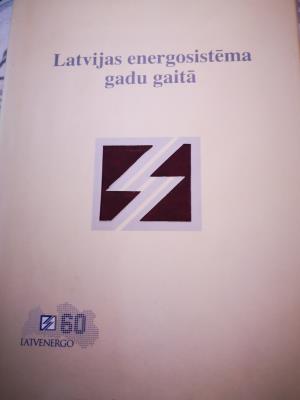 Latvijas energosistēma
gadu gaitā
60
LATVENERGO